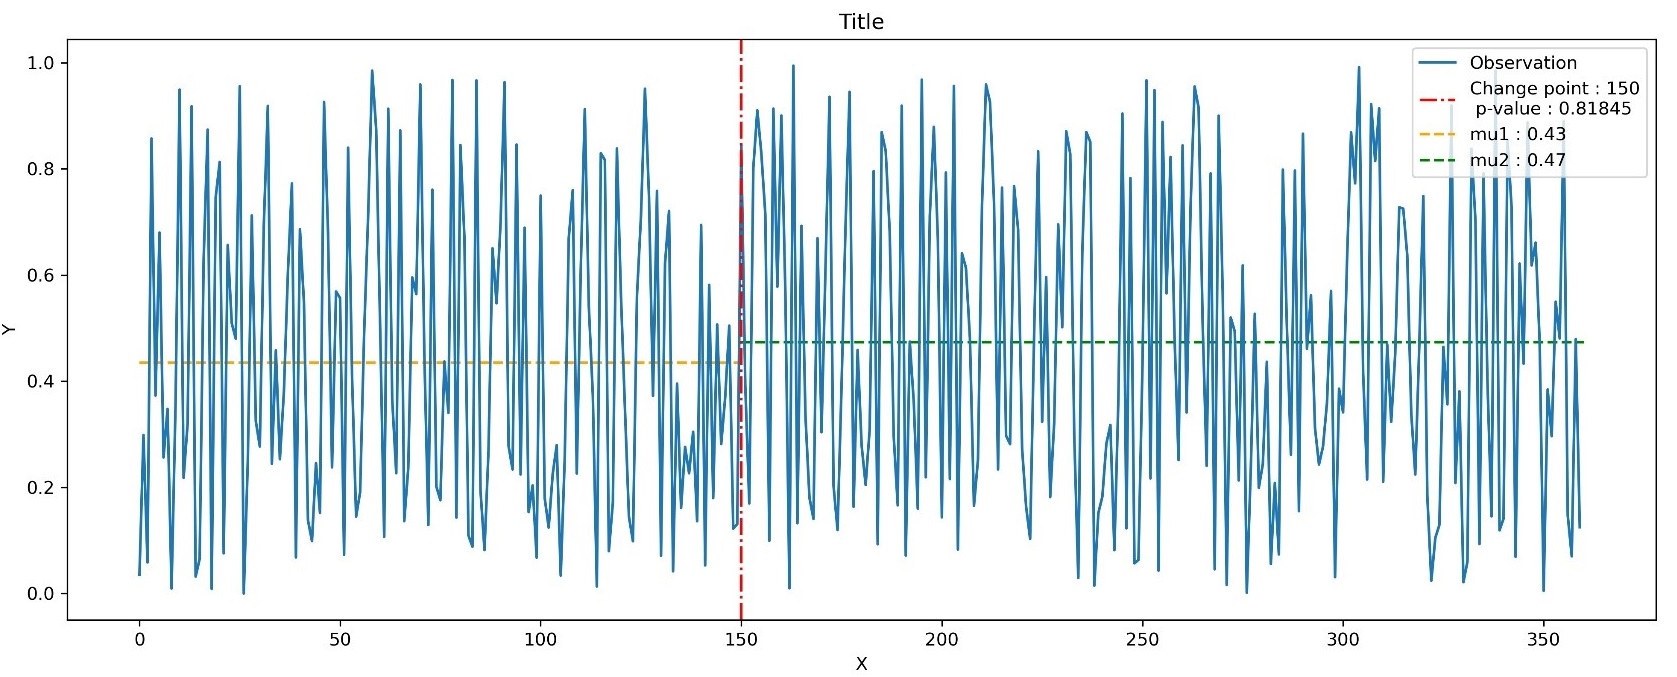 Title
1.0
0.8
0.6
0.4
0.2
0.0
Y
Observation
Change point : 150
p-value : 0.81845
mu1 : 0.43
mu2 : 0.47
0 50 100 150 200 250 300 350
X